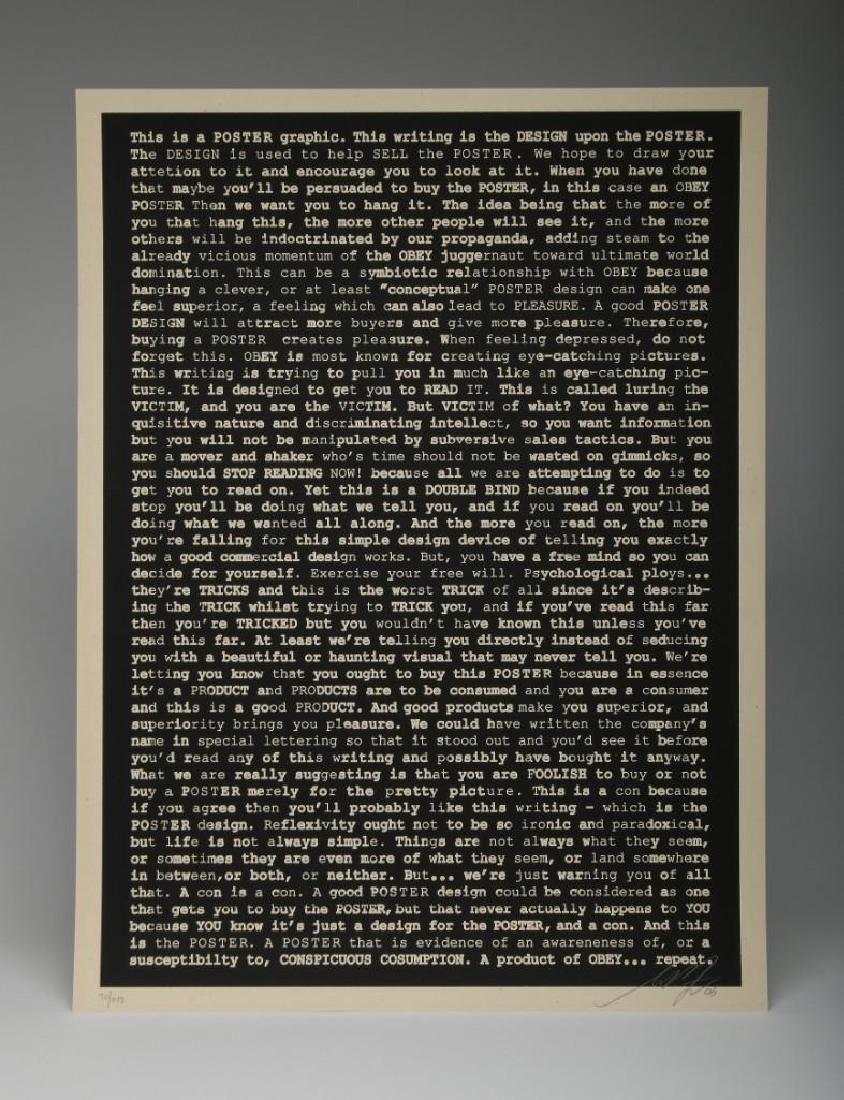 This is a POSTER graphic. This writing is the DESIGN upon the POSTER.
The DESIGN is used to help SELL the POSTER. We hope to draw your
attetion to it and encourage you to look at it. When you have done
that maybe you'll be persuaded to buy the POSTER, in this case an OBEY
POSTER Then we want you to hang it. The idea being that the more of
you that hang this, the more other people will see it, and the more
others will be indoctrinated by our propaganda, adding steam to the
already vicious momentum of the OBEY juggernaut toward ultimate world
domination. This can be a symbiotic relationship with OBEY because
hanging a clever, or at least "conceptual" POSTER design can make one
feel superior, a feeling which can also lead to PLEASURE. A good POSTER
DESIGN will attract more buyers and give more pleasure. Therefore,
buying a POSTER creates pleasure. When feeling depressed, do not
forget this. OBEY is most known for creating eye-catching pictures.
This writing is trying to pull you in much like an eye-catching pic-
ture. It is designed to get you to READ IT. This is called luring the
VICTIM, and you are the VICTIM. But VICTIM of what? You have an in-
quisitive nature and discriminating intellect, so you want information
but you will not be manipulated by subversive sales tactics. But you
are a mover and shaker who's time should not be wasted on gimmicks, so
you should STOP READING NOW! because all we are attempting to do is to
get you to read on. Yet this is a DOUBLE BIND because if you indeed
stop you'll be doing what we tell you, and if you read on you'll be
doing what we wanted all along. And the more you read on, the more
you're falling for this simple design device of telling you exactly
how a good commercial design works. But, you have a free mind so you can
decide for yourself. Exercise your free will. Psychological ploys...
they're TRICKS and this is the worst TRICK of all since it's describ-
ing the TRICK whilst trying to TRICK you, and if you've read this far
then you're TRICKED but you wouldn't have known this unless you've
read this far. At least we're telling you directly instead of seducing
you with a beautiful or haunting visual that may never tell you. We're
letting you know that you ought to buy this POSTER because in essence
it's a PRODUCT and PRODUCTS are to be consumed and you are a consumer
and this is a good PRODUCT. And good products make you superior, and
superiority brings you pleasure. We could have written the company's
name in special lettering so that it stood out and you'd see it before
you'd read any of this writing and possibly have bought it anyway.
What we are really suggesting is that you are FOOLISH to buy or not
buy a POSTER merely for the pretty picture. This is a con because
if you agree then you'll probably like this writing - which is the
POSTER design. Reflexivity ought not to be so ironic and paradoxical,
but life is not always simple. Things are not always what they seem,
or sometimes they are even more of what they seem, or land somewhere
in between, or both, or neither. But... we're just warning you of all
that. A con is a con. A good POSTER design could be considered as one
that gets you to buy the POSTER, but that never actually happens to YOU
because YOU know it's just a design for the POSTER, and a con. And this
is the POSTER. A POSTER that is evidence of an awareneness of, or a
susceptibilty to, CONSPICUOUS COSUMPTION. A product of OBEY... repeat.